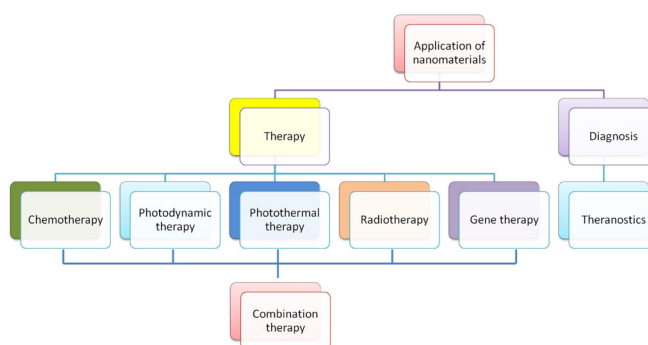 Application of
nanomaterials
Therapy
Diagnosis
Chemotherapy
Photodynamic
therapy
Photothermal
therapy
Radiotherapy
Gene therapy
Theranostics
Combination
therapy